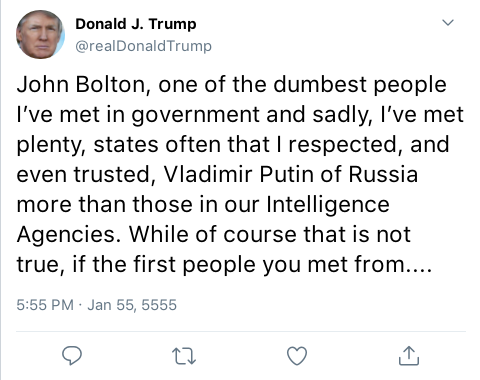 Donald J. Trump
@realDonaldTrump
John Bolton, one of the dumbest people
I’ve met in government and sadly, I’ve met
plenty, states often that I respected, and
even trusted, Vladimir Putin of Russia
more than those in our Intelligence
Agencies. While of course that is not
true, if the first people you met from....
5:55 PM · Jan 55, 5555